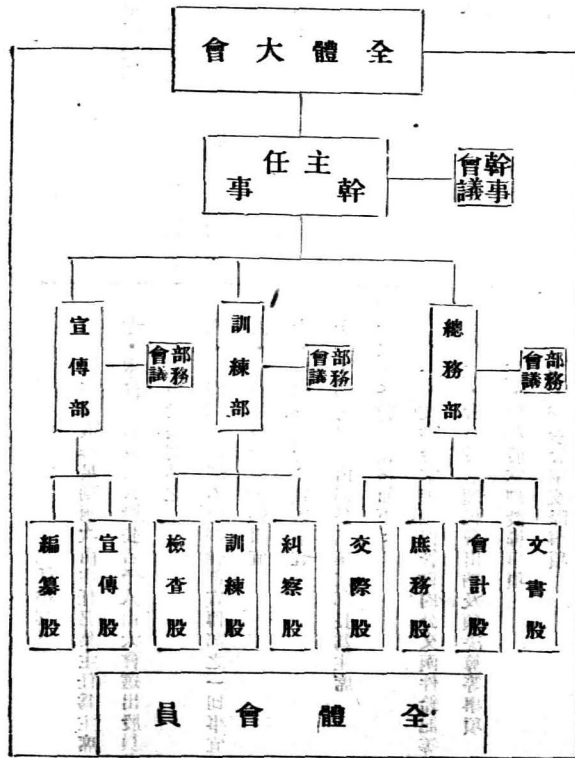 全體大會
主任
幹事
幹事
會議
總務部
部務
會議
訓練部
部務
會議
宣傳部
部務
會議
文書股
會計股
庶務股
交際股
糾察股
訓練股
檢查股
宣傳股
編纂股
全體會員